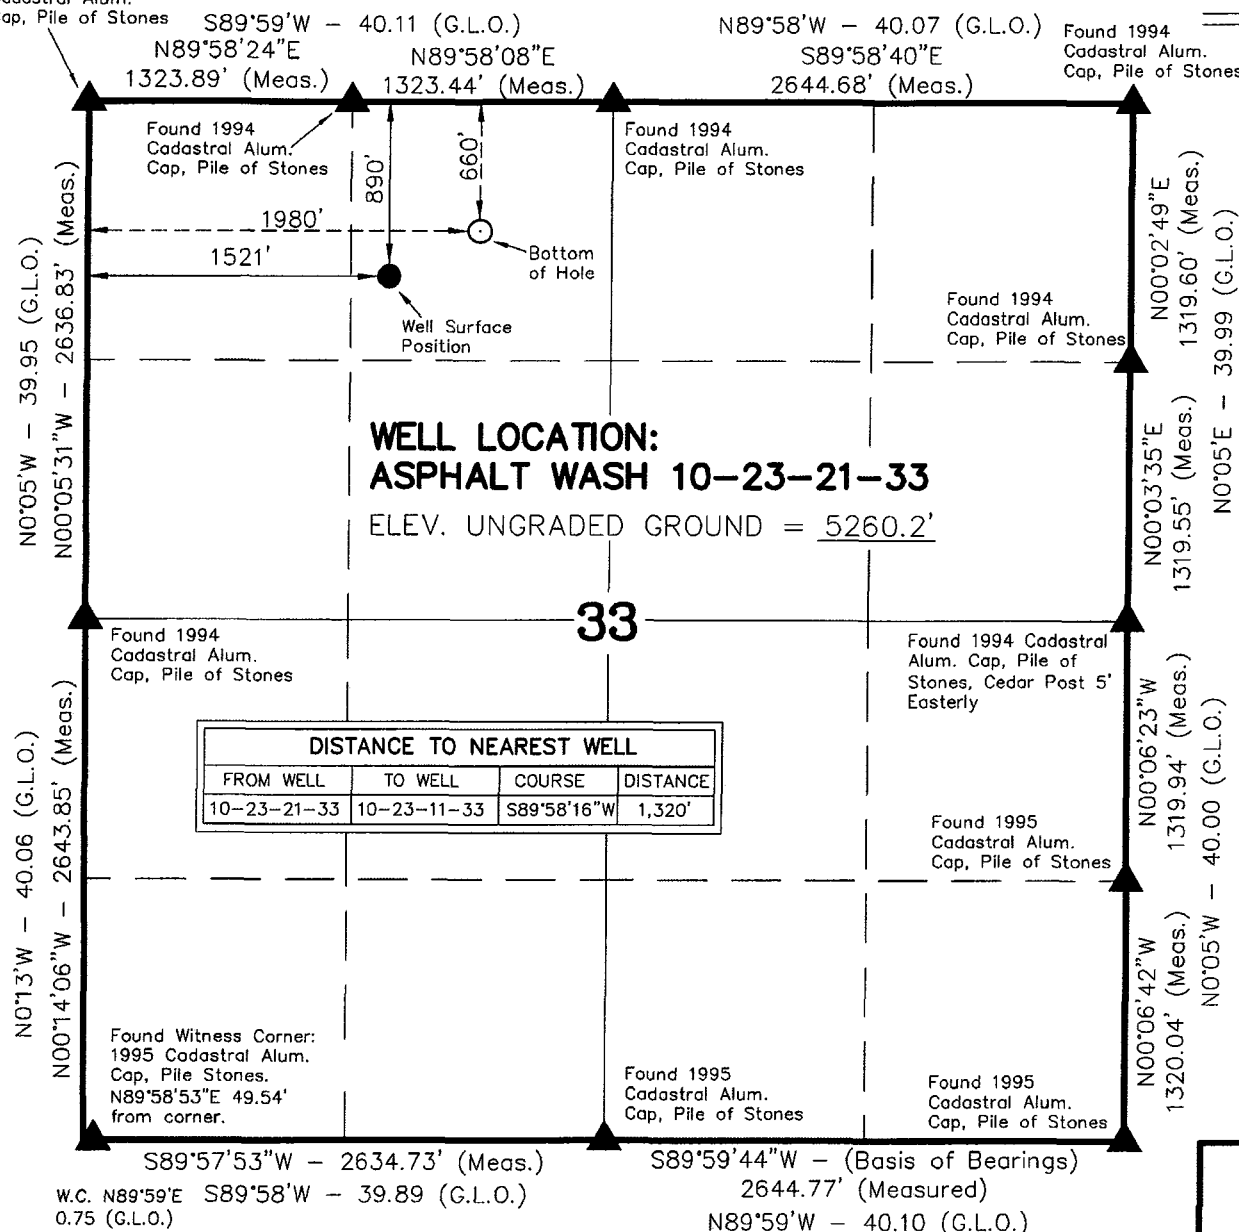 Cap, Pile of Stones
S89°59'W - 40.11 (G.L.O.)
N89°58'W - 40.07 (G.L.O.)
N89°58'24"E
1323.89' (Meas.)
N89°58'08"E
1323.44' (Meas.)
S89°58'40"E
2644.68' (Meas.)
Found 1994
Cadastral Alum.
Cap, Pile of Stones
Found 1994
Cadastral Alum.
Cap, Pile of Stones
890'
660'
Found 1994
Cadastral Alum.
Cap, Pile of Stones
1980'
1521'
Bottom
of Hole
Well Surface
Position
N0°05'W - 39.95 (G.L.O.)
N00°05'31"W - 2636.83' (Meas.)
Found 1994
Cadastral Alum.
Cap, Pile of Stones
N00°02'49"E
1319.60' (Meas.)
N00°03'35"E
1319.55' (Meas.)
N0°05'E - 39.99 (G.L.O.)
WELL LOCATION:
ASPHALT WASH 10-23-21-33
ELEV. UNGRADED GROUND = 5260.2'
33
Found 1994
Cadastral Alum.
Cap, Pile of Stones
Found 1994 Cadastral
Alum. Cap, Pile of
Stones, Cedar Post 5'
Easterly
DISTANCE TO NEAREST WELL
FROM WELL TO WELL COURSE DISTANCE
10-23-21-33 10-23-11-33 S89°58'16"W 1,320'
N0°13'W - 40.06 (G.L.O.)
N00°14'06"W - 2643.85' (Meas.)
Found 1995
Cadastral Alum.
Cap, Pile of Stones
N00°06'23"W
1319.94' (Meas.)
N00°06'42"W
1320.04' (Meas.)
N0°05'W - 40.00 (G.L.O.)
Found Witness Corner:
1995 Cadastral Alum.
Cap, Pile Stones.
N89°58'53"E 49.54'
from corner.
Found 1995
Cadastral Alum.
Cap, Pile of Stones
Found 1995
Cadastral Alum.
Cap, Pile of Stones
S89°57'53"W - 2634.73' (Meas.)
W.C. N89°59'E
0.75 (G.L.O.)
S89°58'W - 39.89 (G.L.O.)
S89°59'44"W - (Basis of Bearings)
2644.77' (Measured)
N89°59'W - 40.10 (G.L.O.)